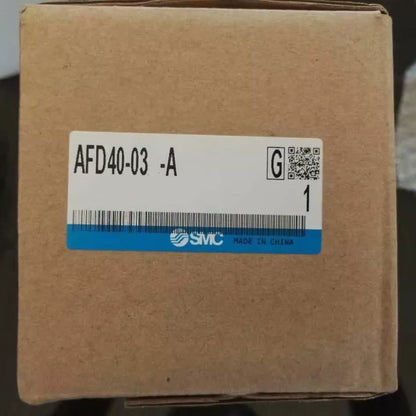 AFD40-03 -A G
1
SMC MADE IN CHINA